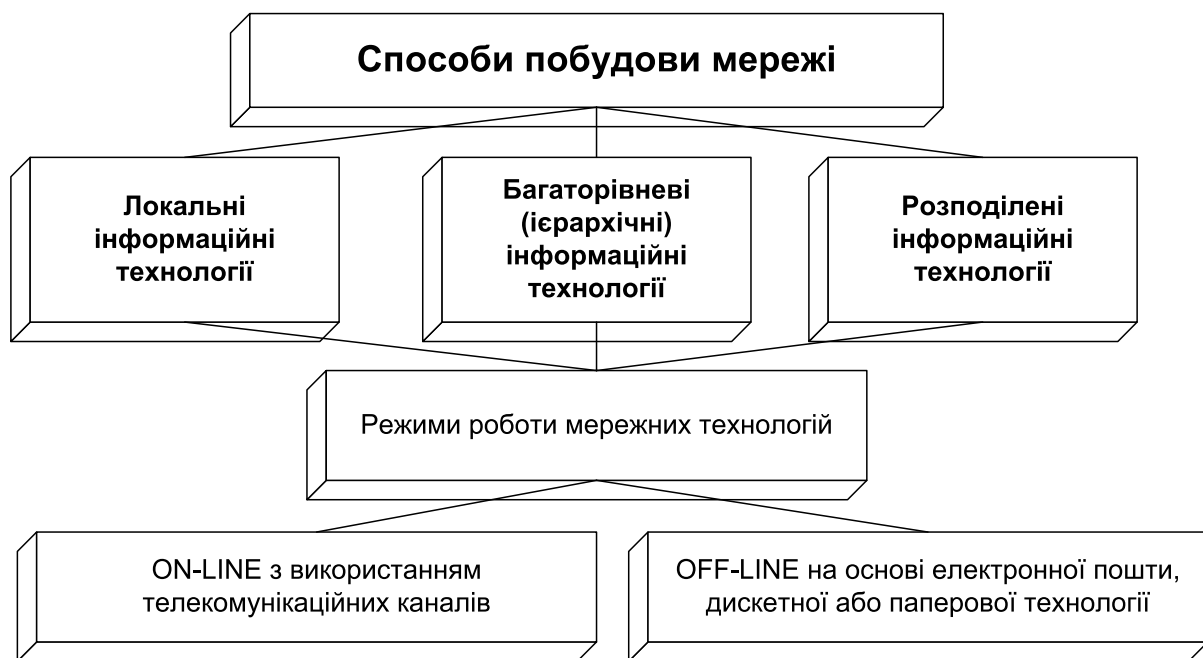 Способи побудови мережі
Локальні
інформаційні
технології
Багаторівневі
(ієрархічні)
інформаційні
технології
Розподілені
інформаційні
технології
Режими роботи мережних технологій
ON-LINE з використанням
телекомунікаційних каналів
OFF-LINE на основі електронної пошти,
дискетної або паперової технології